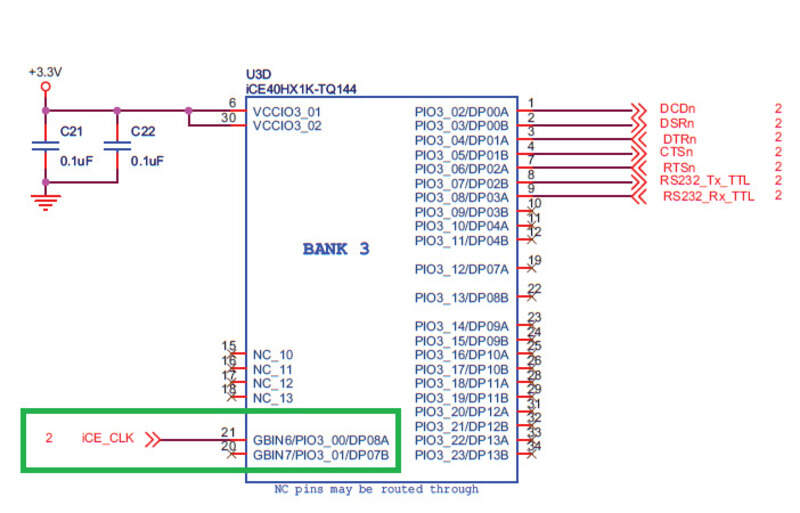 +3.3V
C21
0.1uF
C22
0.1uF
U3D
iCE40HX1K-TQ144
6 VCCIO3_01
30 VCCIO3_02
BANK 3
15 NC_10
16 NC_11
17 NC_12
18 NC_13
2 iCE_CLK 21 GBIN6/PIO3_00/DP08A
20 GBIN7/PIO3_01/DP07B
PIO3_02/DP00A 1 DCDn 2
PIO3_03/DP00B 2 DSRn 2
PIO3_04/DP01A 3 DTRn 2
PIO3_05/DP01B 4 CTSn 2
PIO3_06/DP02A 7 RTSn 2
PIO3_07/DP02B 8 RS232_Tx_TTL 2
PIO3_08/DP03A 9 RS232_Rx_TTL 2
PIO3_09/DP03B 10
PIO3_10/DP04A 11
PIO3_11/DP04B 12
PIO3_12/DP07A 19
PIO3_13/DP08B 22
PIO3_14/DP09A 23
PIO3_15/DP09B 24
PIO3_16/DP10A 25
PIO3_17/DP10B 26
PIO3_18/DP11A 28
PIO3_19/DP11B 29
PIO3_20/DP12A 31
PIO3_21/DP12B 32
PIO3_22/DP13A 33
PIO3_23/DP13B 34
NC pins may be routed through